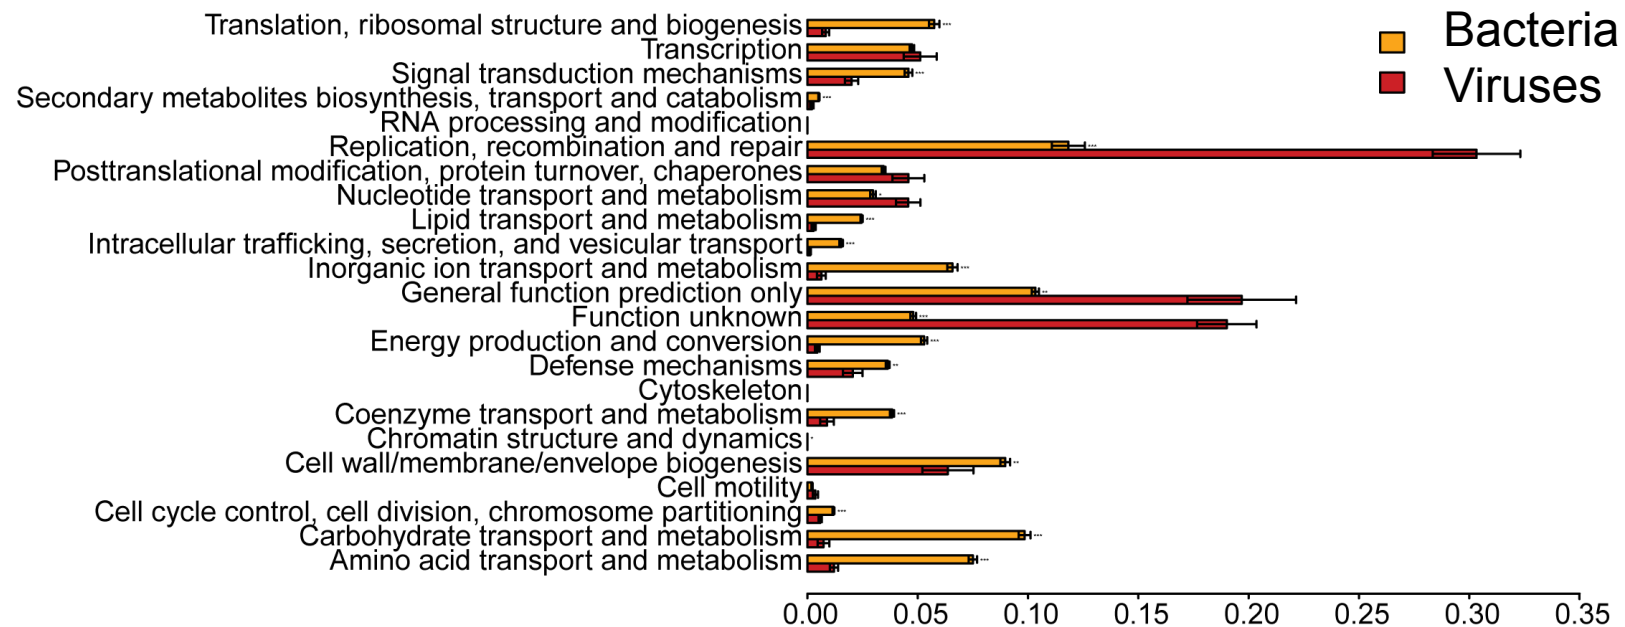 Translation, ribosomal structure and biogenesis
Transcription
Signal transduction mechanisms
Secondary metabolites biosynthesis, transport and catabolism
RNA processing and modification
Replication, recombination and repair
Posttranslational modification, protein turnover, chaperones
Nucleotide transport and metabolism
Lipid transport and metabolism
Intracellular trafficking, secretion, and vesicular transport
Inorganic ion transport and metabolism
General function prediction only
Function unknown
Energy production and conversion
Defense mechanisms
Cytoskeleton
Coenzyme transport and metabolism
Chromatin structure and dynamics
Cell wall/membrane/envelope biogenesis
Cell motility
Cell cycle control, cell division, chromosome partitioning
Carbohydrate transport and metabolism
Amino acid transport and metabolism
Bacteria
Viruses
0.00 0.05 0.10 0.15 0.20 0.25 0.30 0.35